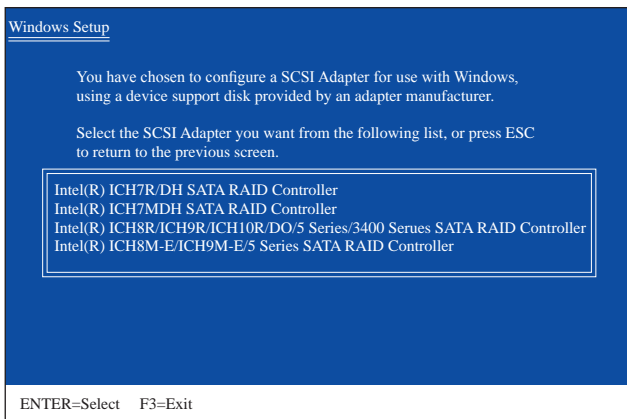 Windows Setup
You have chosen to configure a SCSI Adapter for use with Windows,
using a device support disk provided by an adapter manufacturer.
Select the SCSI Adapter you want from the following list, or press ESC
to return to the previous screen.
Intel(R) ICH7R/DH SATA RAID Controller
Intel(R) ICH7MDH SATA RAID Controller
Intel(R) ICH8R/ICH9R/ICH10R/DO/5 Series/3400 Serues SATA RAID Controller
Intel(R) ICH8M-E/ICH9M-E/5 Series SATA RAID Controller
ENTER=Select F3=Exit